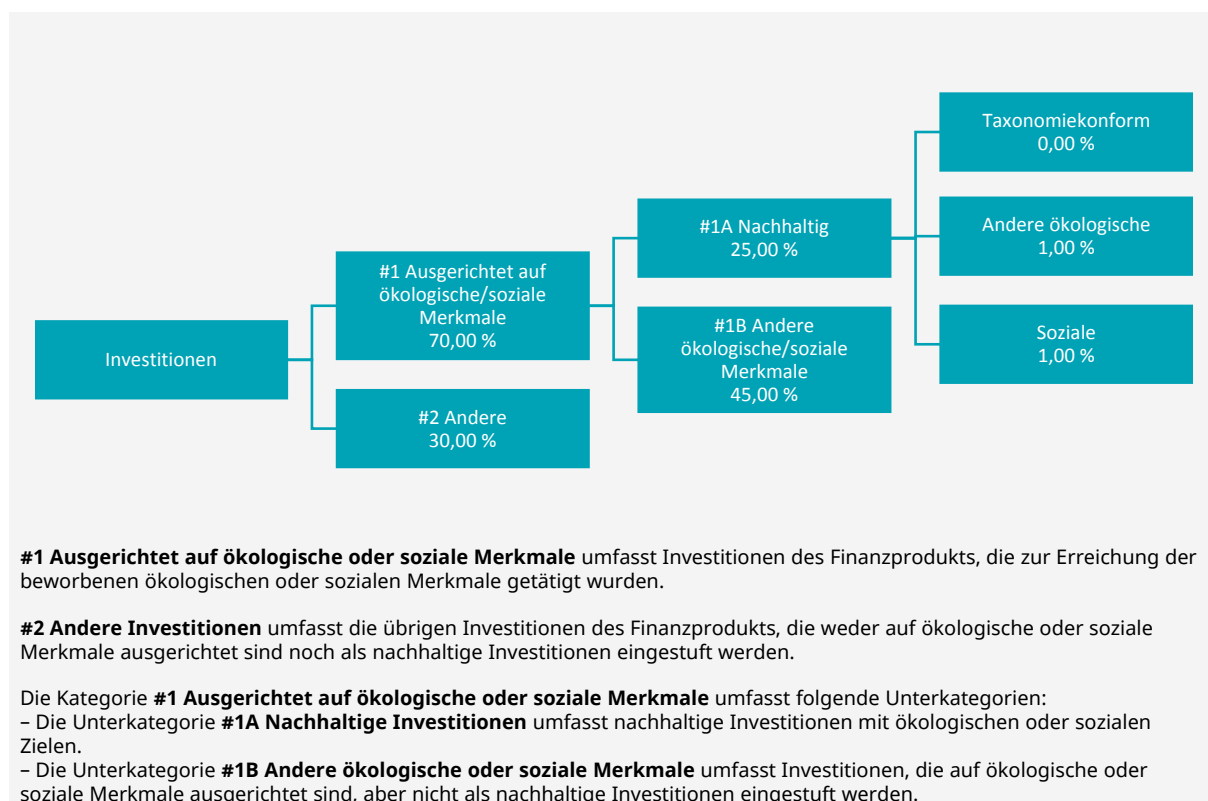 Investitionen
#1 Ausgerichtet auf
ökologische/soziale
Merkmale
70,00 %
#2 Andere
30,00 %
#1A Nachhaltig
25,00 %
#1B Andere
ökologische/soziale
Merkmale
45,00 %
Taxonomiekonform
0,00 %
Andere ökologische
1,00 %
Soziale
1,00 %
#1 Ausgerichtet auf ökologische oder soziale Merkmale umfasst Investitionen des Finanzprodukts, die zur Erreichung der
beworbenen ökologischen oder sozialen Merkmale getätigt wurden.
#2 Andere Investitionen umfasst die übrigen Investitionen des Finanzprodukts, die weder auf ökologische oder soziale
Merkmale ausgerichtet sind noch als nachhaltige Investitionen eingestuft werden.
Die Kategorie #1 Ausgerichtet auf ökologische oder soziale Merkmale umfasst folgende Unterkategorien:
– Die Unterkategorie #1A Nachhaltige Investitionen umfasst nachhaltige Investitionen mit ökologischen oder sozialen
Zielen.
– Die Unterkategorie #1B Andere ökologische oder soziale Merkmale umfasst Investitionen, die auf ökologische oder
soziale Merkmale ausgerichtet sind, aber nicht als nachhaltige Investitionen eingestuft werden.